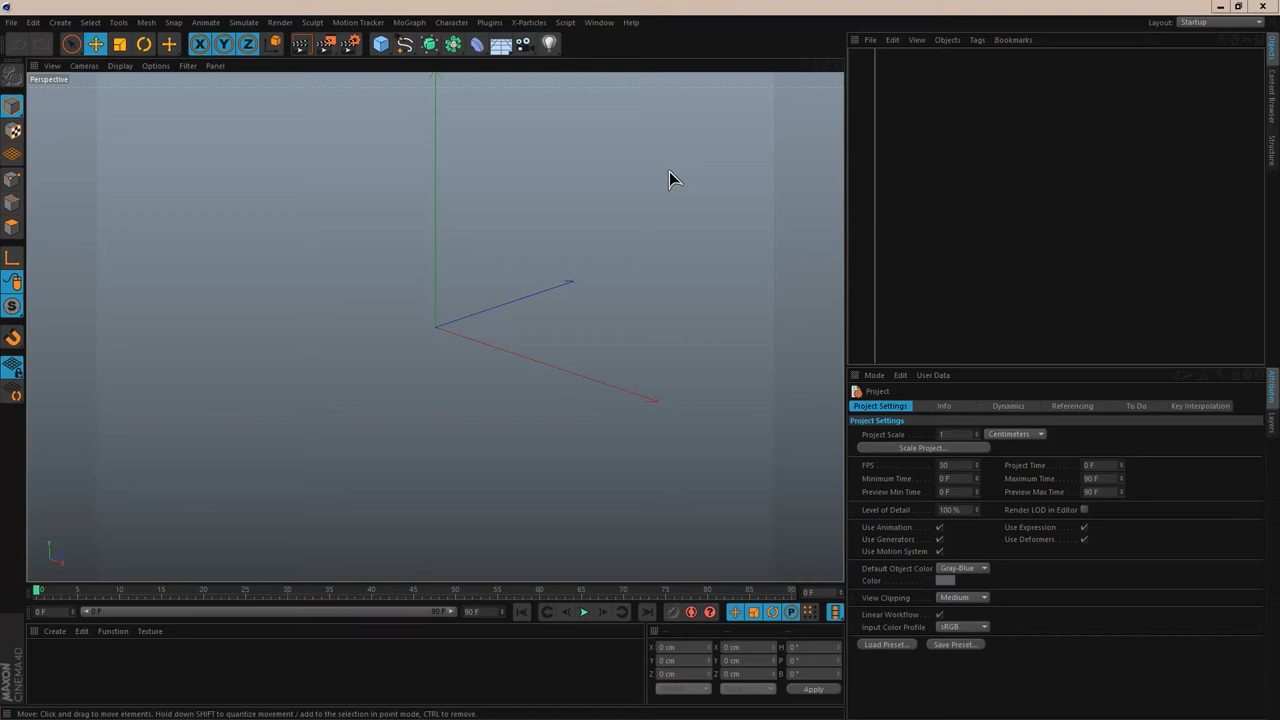 File Edit Create Select Tools Mesh Snap Animate Simulate Render Sculpt Motion Tracker MoGraph Character Plugins X-Particles Script Window Help
Layout: Startup
View Cameras Display Options Filter Panel
Perspective
File Edit View Objects Tags Bookmarks
Objects
Content Browser
Structure
Y
X
Mode Edit User Data
Attributes
Layers
Project
Project Settings Info Dynamics Referencing To Do Key Interpolation
Project Settings
Project Scale 1 Centimeters
Scale Project...
FPS 30 Project Time 0 F
Minimum Time 0 F Maximum Time 90 F
Preview Min Time 0 F Preview Max Time 90 F
Level of Detail 100 % Render LOD in Editor
Use Animation Use Expression
Use Generators Use Deformers
Use Motion System
Default Object Color Gray-Blue
Color
View Clipping Medium
Linear Workflow
Input Color Profile sRGB
Load Preset... Save Preset...
0 5 10 15 20 25 30 35 40 45 50 55 60 65 70 75 80 85 90 0 F
0 F 0 F 90 F 90 F
Create Edit Function Texture
X 0 cm X 0 cm H 0 °
Y 0 cm Y 0 cm P 0 °
Z 0 cm Z 0 cm B 0 °
Apply
MAXON
CINEMA 4D
Move: Click and drag to move elements. Hold down SHIFT to quantize movement / add to the selection in point mode, CTRL to remove.